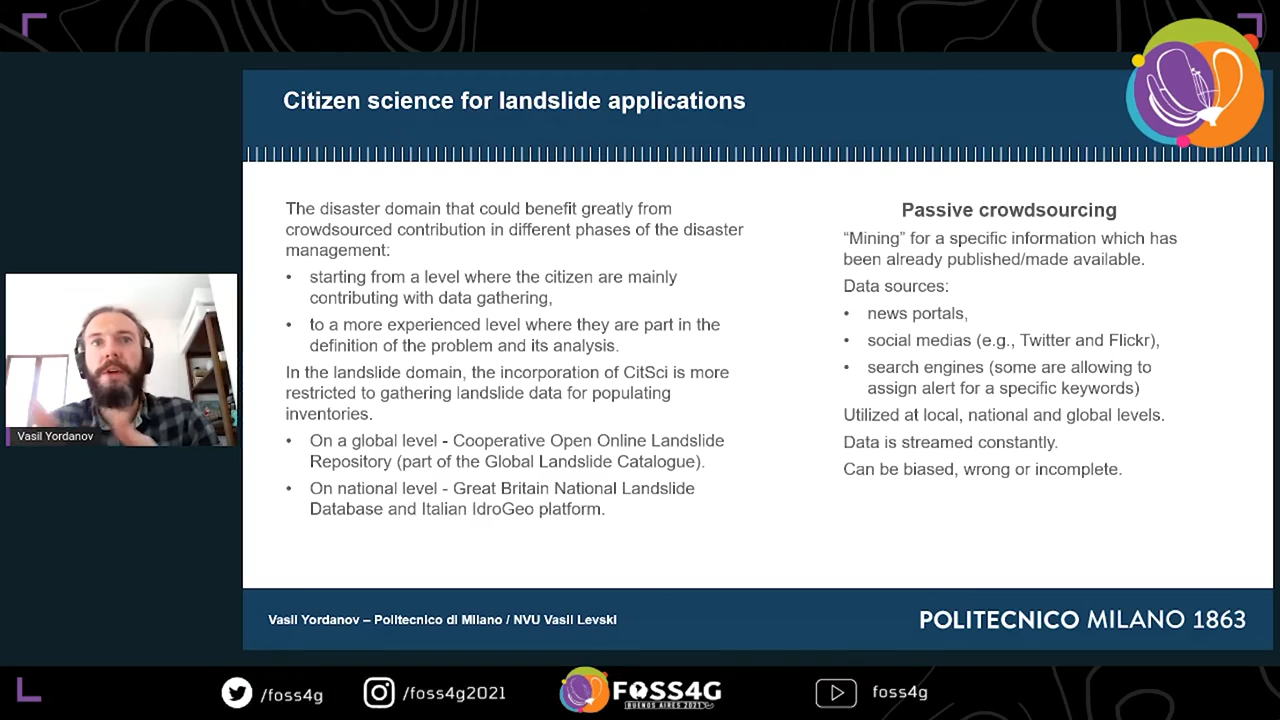 Citizen science for landslide applications
The disaster domain that could benefit greatly from
crowdsourced contribution in different phases of the disaster
management:
• starting from a level where the citizen are mainly
contributing with data gathering,
• to a more experienced level where they are part in the
definition of the problem and its analysis.
In the landslide domain, the incorporation of CitSci is more
restricted to gathering landslide data for populating
inventories.
• On a global level - Cooperative Open Online Landslide
Repository (part of the Global Landslide Catalogue).
• On national level - Great Britain National Landslide
Database and Italian IdroGeo platform.
Passive crowdsourcing
“Mining” for a specific information which has
been already published/made available.
Data sources:
• news portals,
• social medias (e.g., Twitter and Flickr),
• search engines (some are allowing to
assign alert for a specific keywords)
Utilized at local, national and global levels.
Data is streamed constantly.
Can be biased, wrong or incomplete.
Vasil Yordanov
Vasil Yordanov – Politecnico di Milano / NVU Vasil Levski
POLITECNICO MILANO 1863
/foss4g
/foss4g2021
FOSS4G
BUENOS AIRES 2021
foss4g